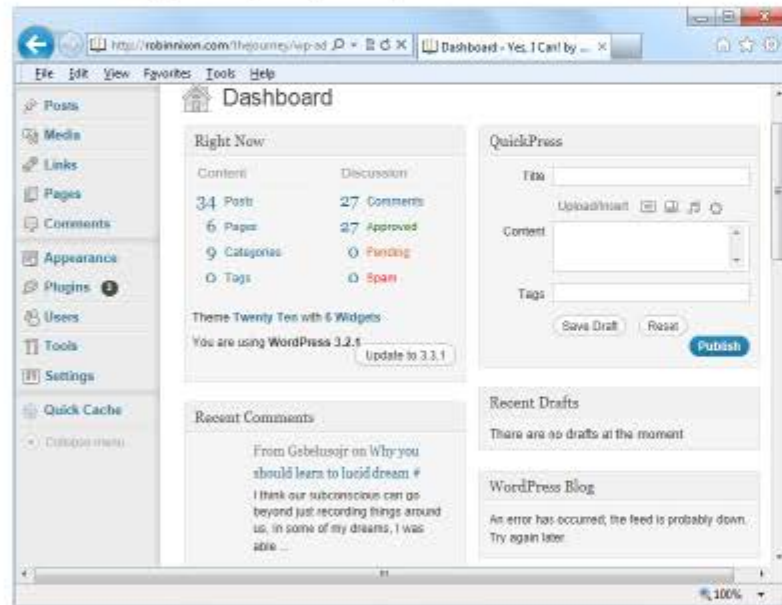 http://robinnixon.com/thejourney/wp-ad
Dashboard - Yes, I Can! by ...
File Edit View Favorites Tools Help
Posts
Media
Links
Pages
Comments
Appearance
Plugins 3
Users
Tools
Settings
Quick Cache
Collapse menu
Dashboard
Right Now
Content Discussion
34 Posts 27 Comments
6 Pages 27 Approved
9 Categories 0 Pending
0 Tags 0 Spam
Theme Twenty Ten with 6 Widgets
You are using WordPress 3.2.1
Update to 3.3.1
Recent Comments
From Gsbelusojr on Why you
should learn to lucid dream #
I think our subconscious can go
beyond just recording things around
us, in some of my dreams, I was
able ...
QuickPress
Title
Upload/Insert
Content
Tags
Save Draft Reset
Publish
Recent Drafts
There are no drafts at the moment
WordPress Blog
An error has occurred; the feed is probably down.
Try again later.
100%